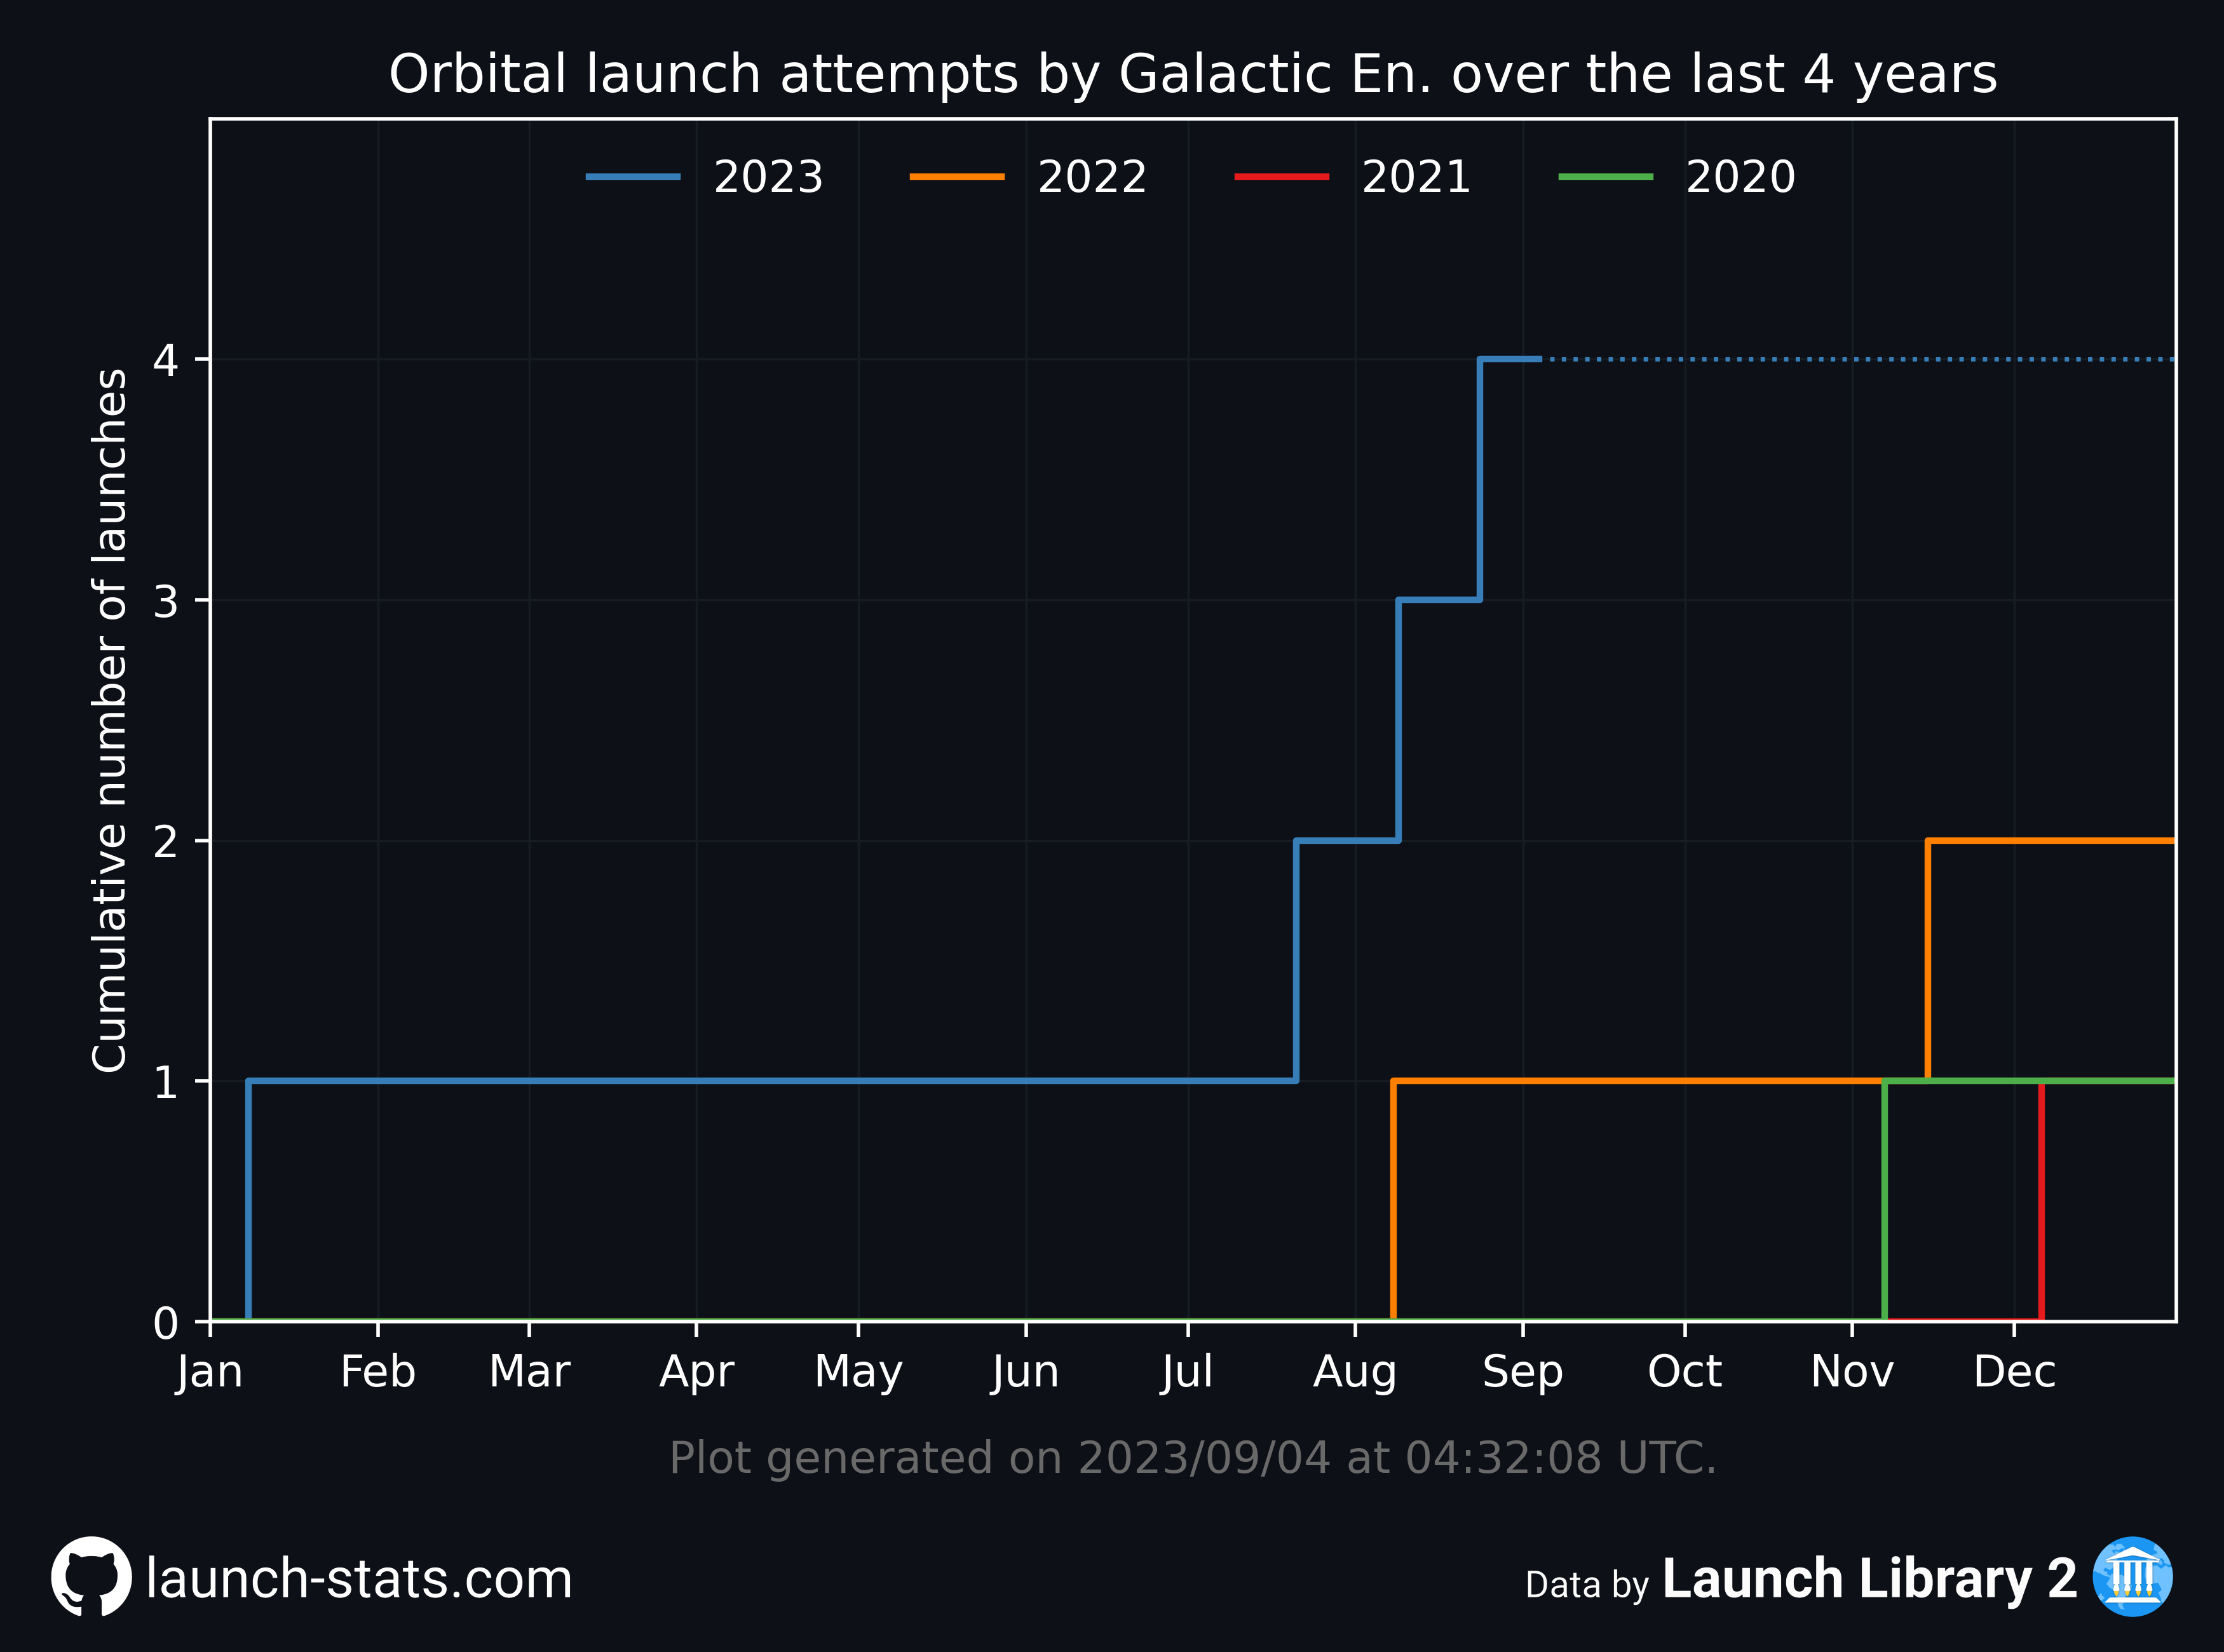 Orbital launch attempts by Galactic En. over the last 4 years
2023 2022 2021 2020
Cumulative number of launches
4
3
2
1
0
Jan Feb Mar Apr May Jun Jul Aug Sep Oct Nov Dec
Plot generated on 2023/09/04 at 04:32:08 UTC.
launch-stats.com
Data by Launch Library 2